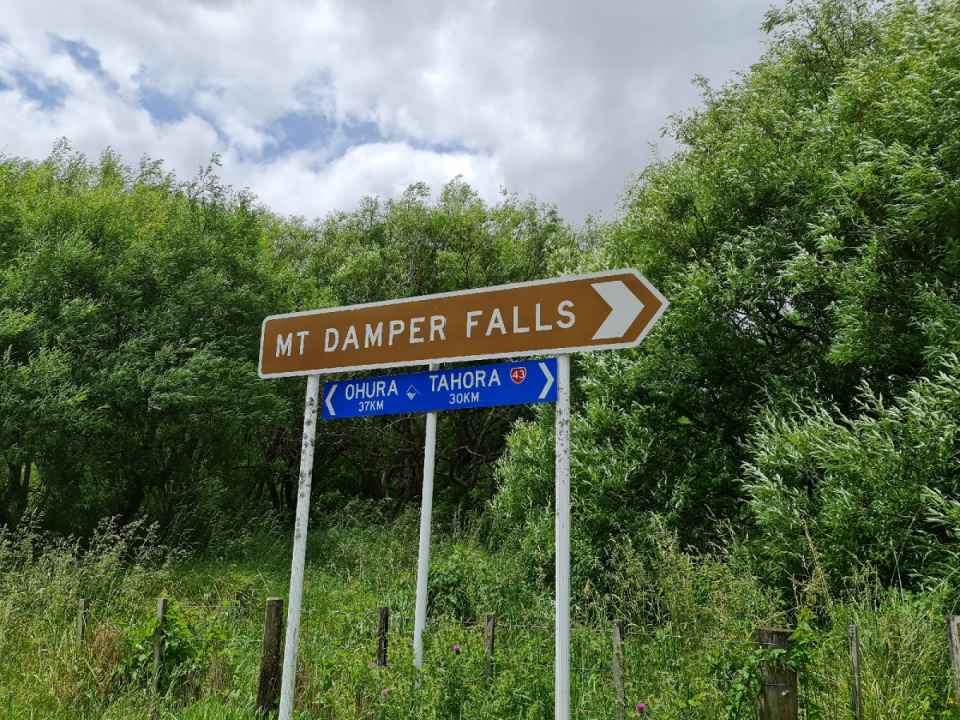 MT DAMPER FALLS
OHURA
37KM
TAHORA 43
30KM